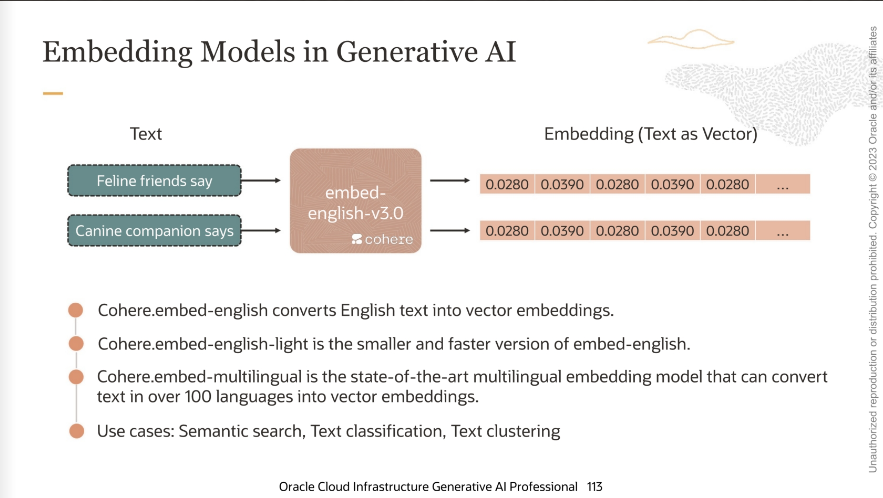 Embedding Models in Generative AI
Text
Embedding (Text as Vector)
Feline friends say
embed-
english-v3.0
cohere
0.0280 0.0390 0.0280 0.0390 0.0280 ...
Canine companion says
0.0280 0.0390 0.0280 0.0390 0.0280 ...
Cohere.embed-english converts English text into vector embeddings.
Cohere.embed-english-light is the smaller and faster version of embed-english.
Cohere.embed-multilingual is the state-of-the-art multilingual embedding model that can convert
text in over 100 languages into vector embeddings.
Use cases: Semantic search, Text classification, Text clustering
Oracle Cloud Infrastructure Generative AI Professional 113
Unauthorized reproduction or distribution prohibited. Copyright © 2023 Oracle and/or its affiliates